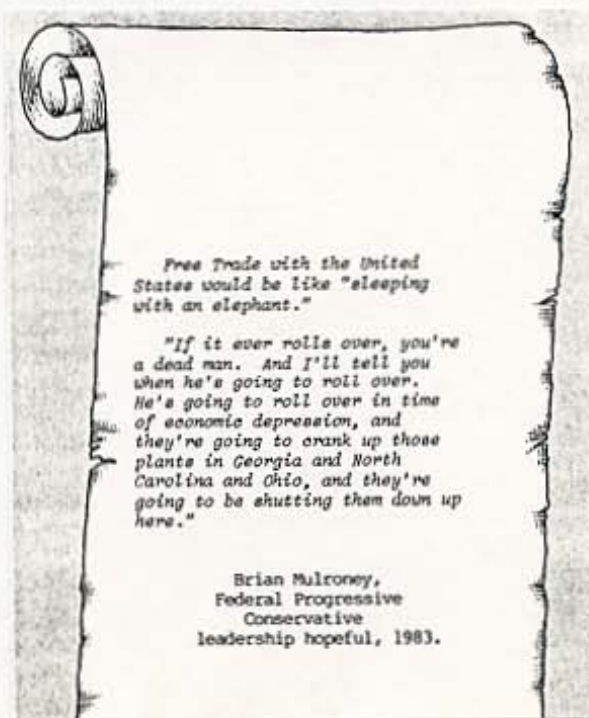 Free Trade with the United
States would be like "sleeping
with an elephant."
"If it ever rolls over, you're
a dead man. And I'll tell you
when he's going to roll over.
He's going to roll over in time
of economic depression, and
they're going to crank up those
plants in Georgia and North
Carolina and Ohio, and they're
going to be shutting them down up
here."
Brian Mulroney,
Federal Progressive
Conservative
leadership hopeful, 1983.